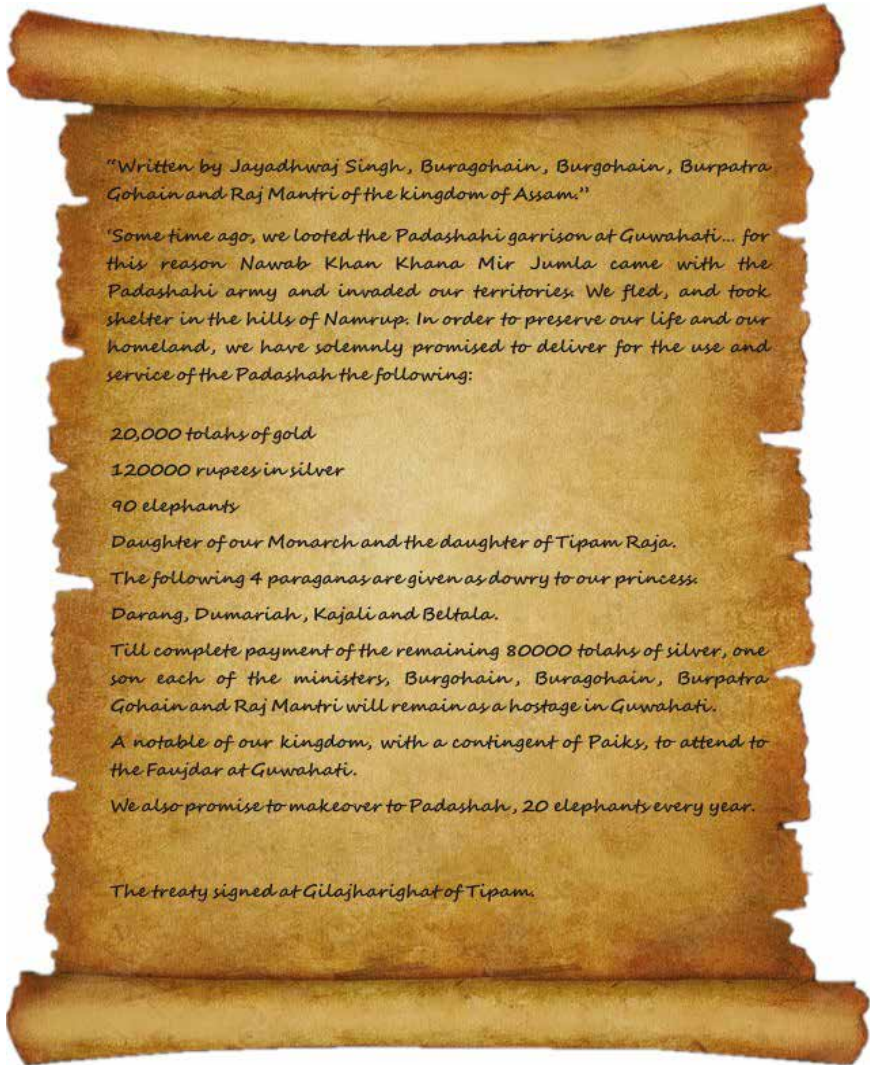 “Written by Jayadhwaj Singh, Buragohain, Burgohain, Burpatra
Gohain and Raj Mantri of the kingdom of Assam.”
‘Some time ago, we looted the Padashahi garrison at Guwahati... for
this reason Nawab Khan Khana Mir Jumla came with the
Padashahi army and invaded our territories. We fled, and took
shelter in the hills of Namrup. In order to preserve our life and our
homeland, we have solemnly promised to deliver for the use and
service of the Padashah the following:
20,000 tolahs of gold
120000 rupees in silver
90 elephants
Daughter of our Monarch and the daughter of Tipam Raja.
The following 4 paraganas are given as dowry to our princess.
Darang, Dumariah, Kajali and Beltala.
Till complete payment of the remaining 80000 tolahs of silver, one
son each of the ministers, Burgohain, Buragohain, Burpatra
Gohain and Raj Mantri will remain as a hostage in Guwahati.
A notable of our kingdom, with a contingent of Paiks, to attend to
the Faujdar at Guwahati.
We also promise to makeover to Padashah, 20 elephants every year.
The treaty signed at Gilajharighat of Tipam.